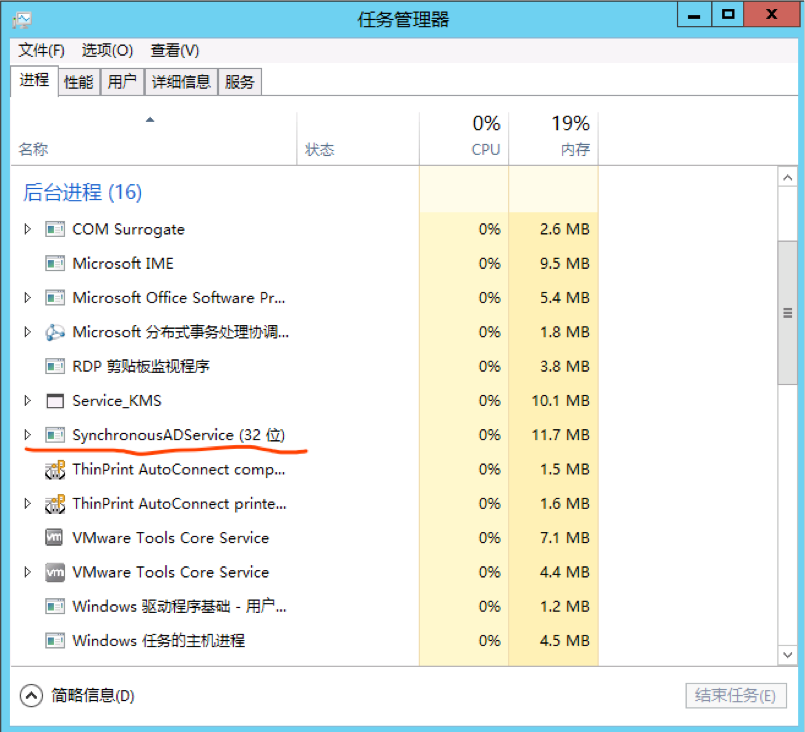 任务管理器
文件(F) 选项(O) 查看(V)
进程 性能 用户 详细信息 服务
0% 19%
名称 状态 CPU 内存
后台进程 (16)
COM Surrogate 0% 2.6 MB
Microsoft IME 0% 9.5 MB
Microsoft Office Software Pr... 0% 5.4 MB
Microsoft 分布式事务处理协调... 0% 1.8 MB
RDP 剪贴板监视程序 0% 3.8 MB
Service_KMS 0% 10.1 MB
SynchronousADService (32 位) 0% 11.7 MB
ThinPrint AutoConnect comp... 0% 1.5 MB
ThinPrint AutoConnect printe... 0% 1.6 MB
VMware Tools Core Service 0% 7.1 MB
VMware Tools Core Service 0% 4.4 MB
Windows 驱动程序基础 - 用户... 0% 1.2 MB
Windows 任务的主机进程 0% 4.5 MB
简略信息(D) 结束任务(E)